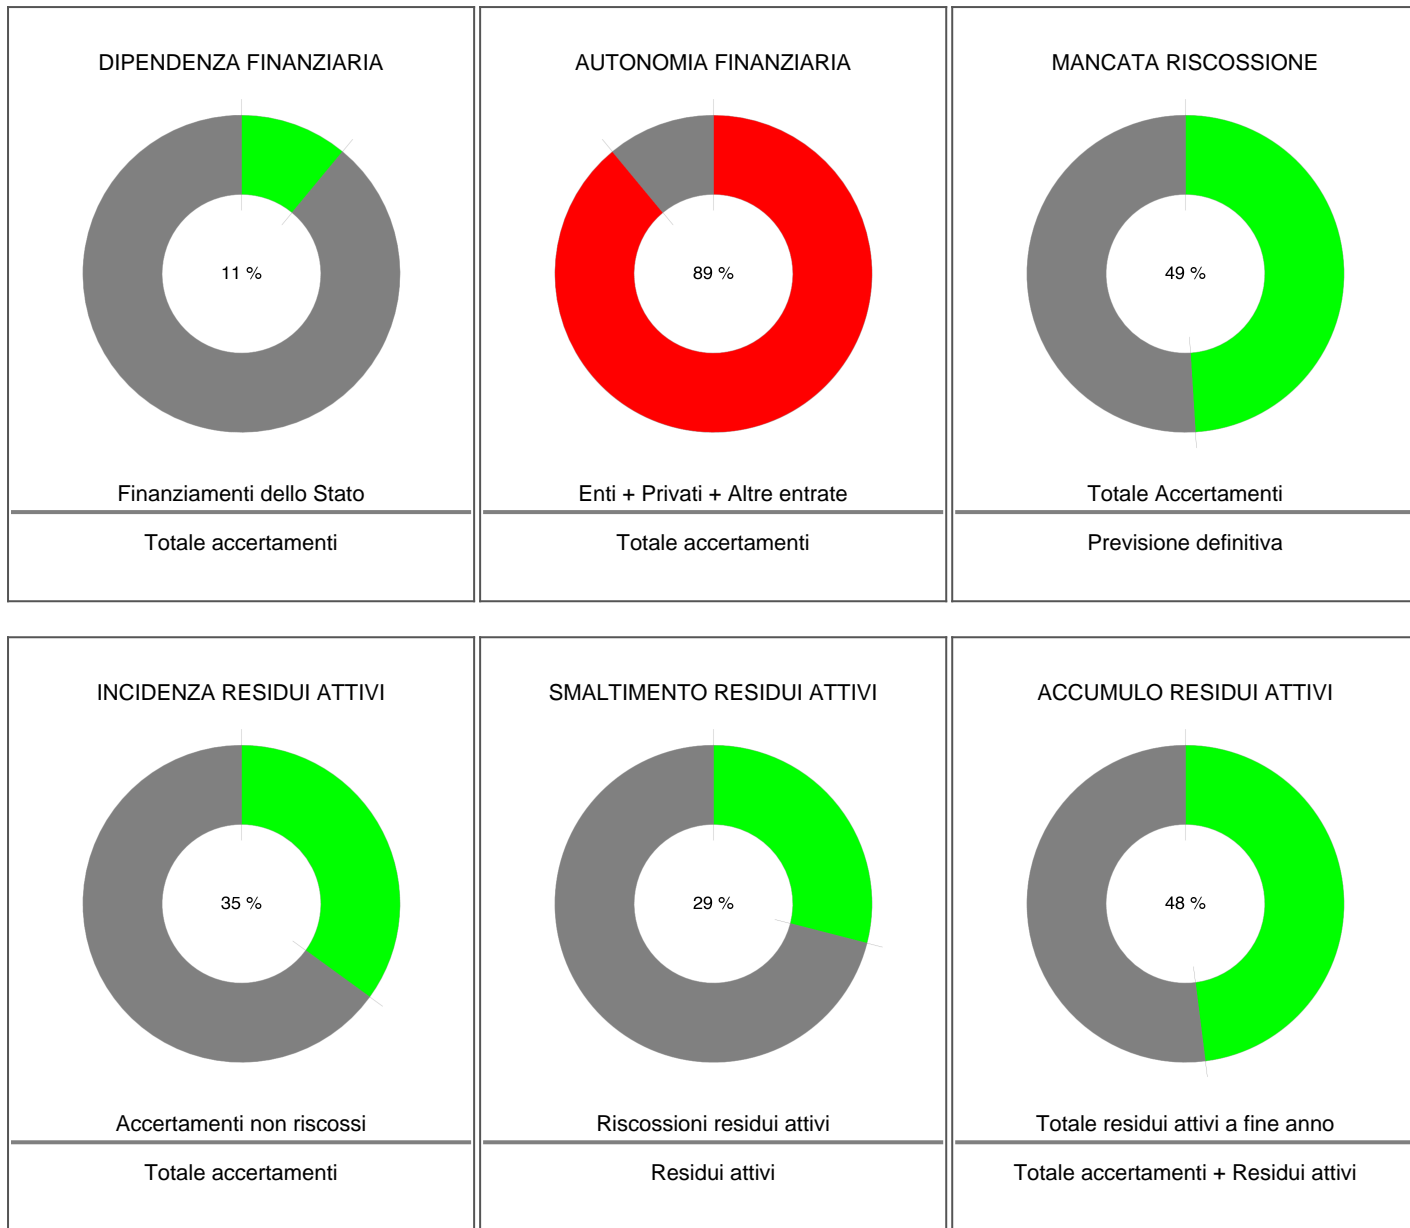 DIPENDENZA FINANZIARIA
11 %
Finanziamenti dello Stato
Totale accertamenti
AUTONOMIA FINANZIARIA
89 %
Enti + Privati + Altre entrate
Totale accertamenti
MANCATA RISCOSSIONE
49 %
Totale Accertamenti
Previsione definitiva
INCIDENZA RESIDUI ATTIVI
35 %
Accertamenti non riscossi
Totale accertamenti
SMALTIMENTO RESIDUI ATTIVI
29 %
Riscossioni residui attivi
Residui attivi
ACCUMULO RESIDUI ATTIVI
48 %
Totale residui attivi a fine anno
Totale accertamenti + Residui attivi